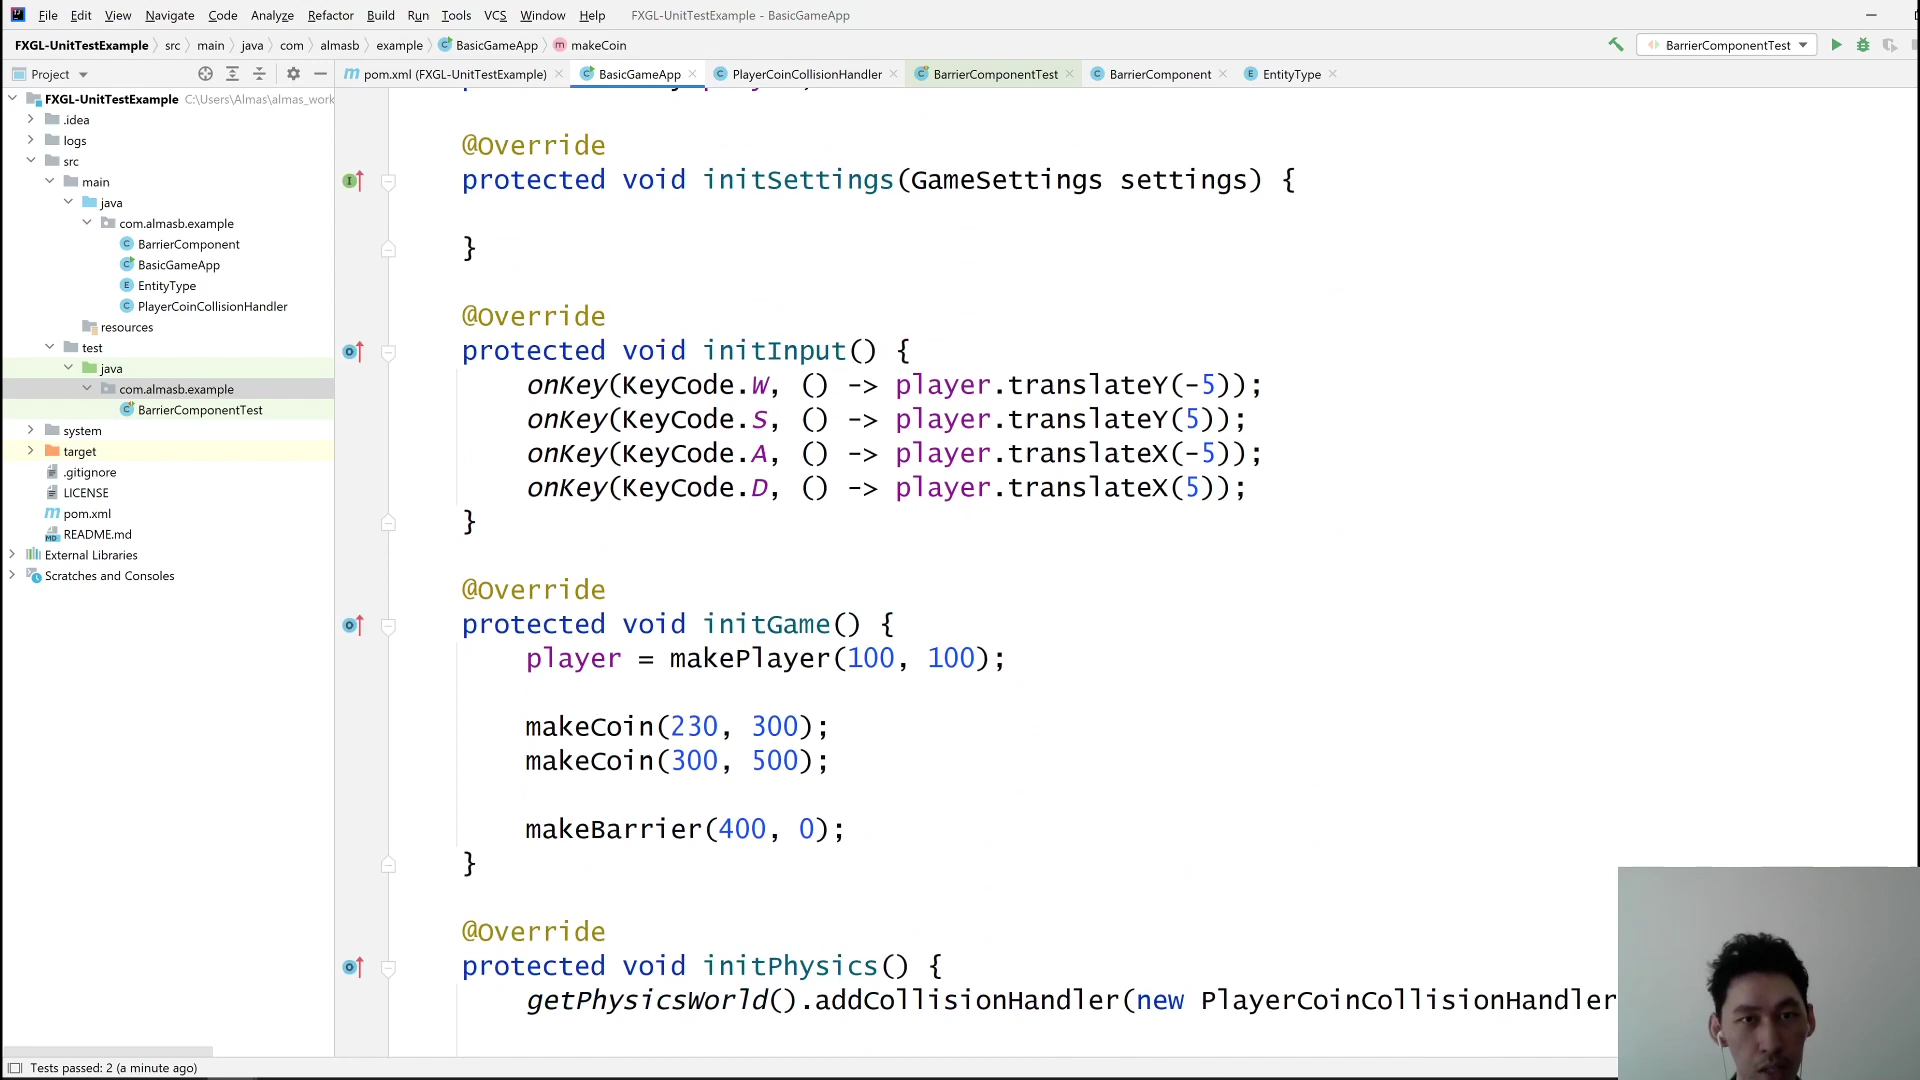 File Edit View Navigate Code Analyze Refactor Build Run Tools VCS Window Help FXGL-UnitTestExample - BasicGameApp
FXGL-UnitTestExample src main java com almasb example BasicGameApp makeCoin BarrierComponentTest
Project pom.xml (FXGL-UnitTestExample) BasicGameApp PlayerCoinCollisionHandler BarrierComponentTest BarrierComponent EntityType
FXGL-UnitTestExample C:\Users\Almas\almas_work
.idea
logs
src
main
java
com.almasb.example
BarrierComponent
BasicGameApp
EntityType
PlayerCoinCollisionHandler
resources
test
java
com.almasb.example
BarrierComponentTest
system
target
.gitignore
LICENSE
pom.xml
README.md
External Libraries
Scratches and Consoles
@Override
protected void initSettings(GameSettings settings) {
}
@Override
protected void initInput() {
onKey(KeyCode.W, () -> player.translateY(-5));
onKey(KeyCode.S, () -> player.translateY(5));
onKey(KeyCode.A, () -> player.translateX(-5));
onKey(KeyCode.D, () -> player.translateX(5));
}
@Override
protected void initGame() {
player = makePlayer(100, 100);
makeCoin(230, 300);
makeCoin(300, 500);
makeBarrier(400, 0);
}
@Override
protected void initPhysics() {
getPhysicsWorld().addCollisionHandler(new PlayerCoinCollisionHandler
Tests passed: 2 (a minute ago)